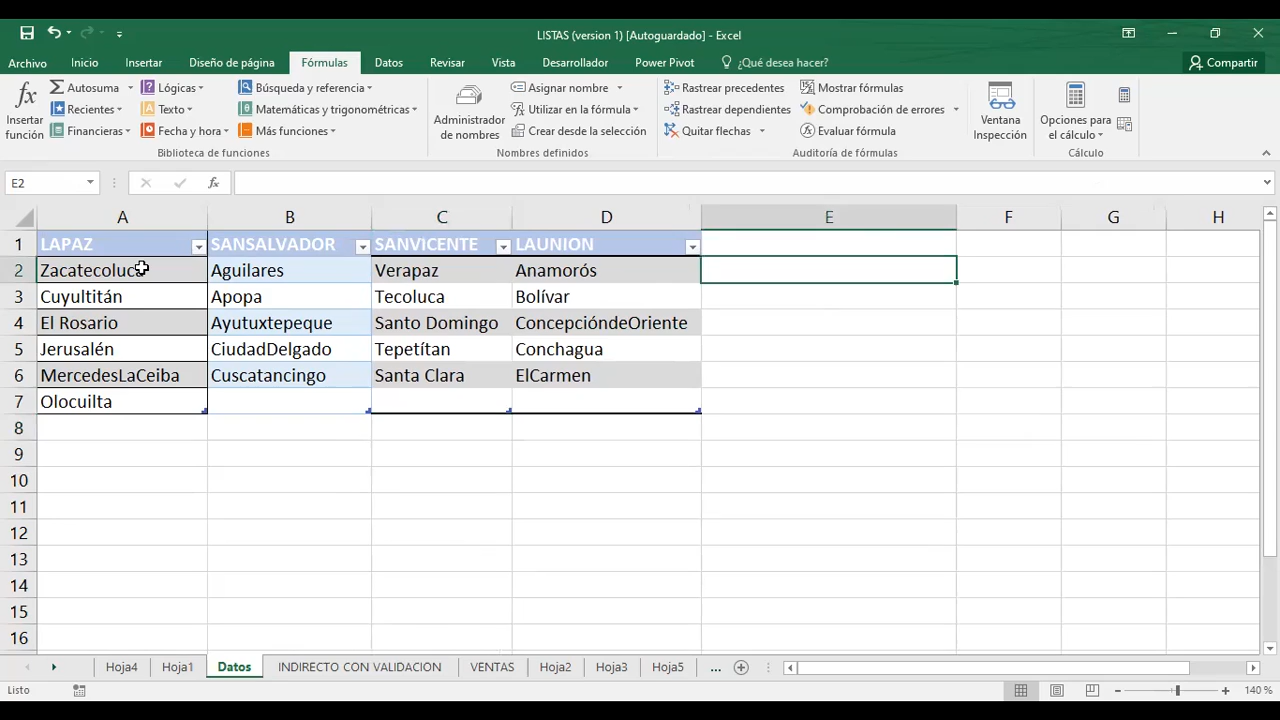 LISTAS (version 1) [Autoguardado] - Excel
Archivo Inicio Insertar Diseño de página Fórmulas Datos Revisar Vista Desarrollador Power Pivot ¿Qué desea hacer? Compartir
Insertar función
Autosuma
Recientes
Financieras
Lógicas
Texto
Fecha y hora
Búsqueda y referencia
Matemáticas y trigonométricas
Más funciones
Biblioteca de funciones
Administrador de nombres
Asignar nombre
Utilizar en la fórmula
Crear desde la selección
Nombres definidos
Rastrear precedentes
Rastrear dependientes
Quitar flechas
Mostrar fórmulas
Comprobación de errores
Evaluar fórmula
Auditoría de fórmulas
Ventana Inspección
Opciones para el cálculo
Cálculo
E2 fx
A B C D E F G H
1 LAPAZ SANSALVADOR SANVICENTE LAUNION
2 Zacatecoluca Aguilares Verapaz Anamorós
3 Cuyultitán Apopa Tecoluca Bolívar
4 El Rosario Ayutuxtepeque Santo Domingo ConcepcióndeOriente
5 Jerusalén CiudadDelgado Tepetítan Conchagua
6 MercedesLaCeiba Cuscatancingo Santa Clara ElCarmen
7 Olocuilta
8
9
10
11
12
13
14
15
16
Hoja4 Hoja1 Datos INDIRECTO CON VALIDACION VENTAS Hoja2 Hoja3 Hoja5 ...
Listo 140 %